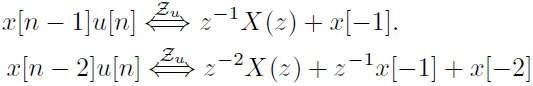 x[n − 1]u[n] ⟺^{𝒵_u} z^{−1}X(z) + x[−1].
x[n − 2]u[n] ⟺^{𝒵_u} z^{−2}X(z) + z^{−1}x[−1] + x[−2]